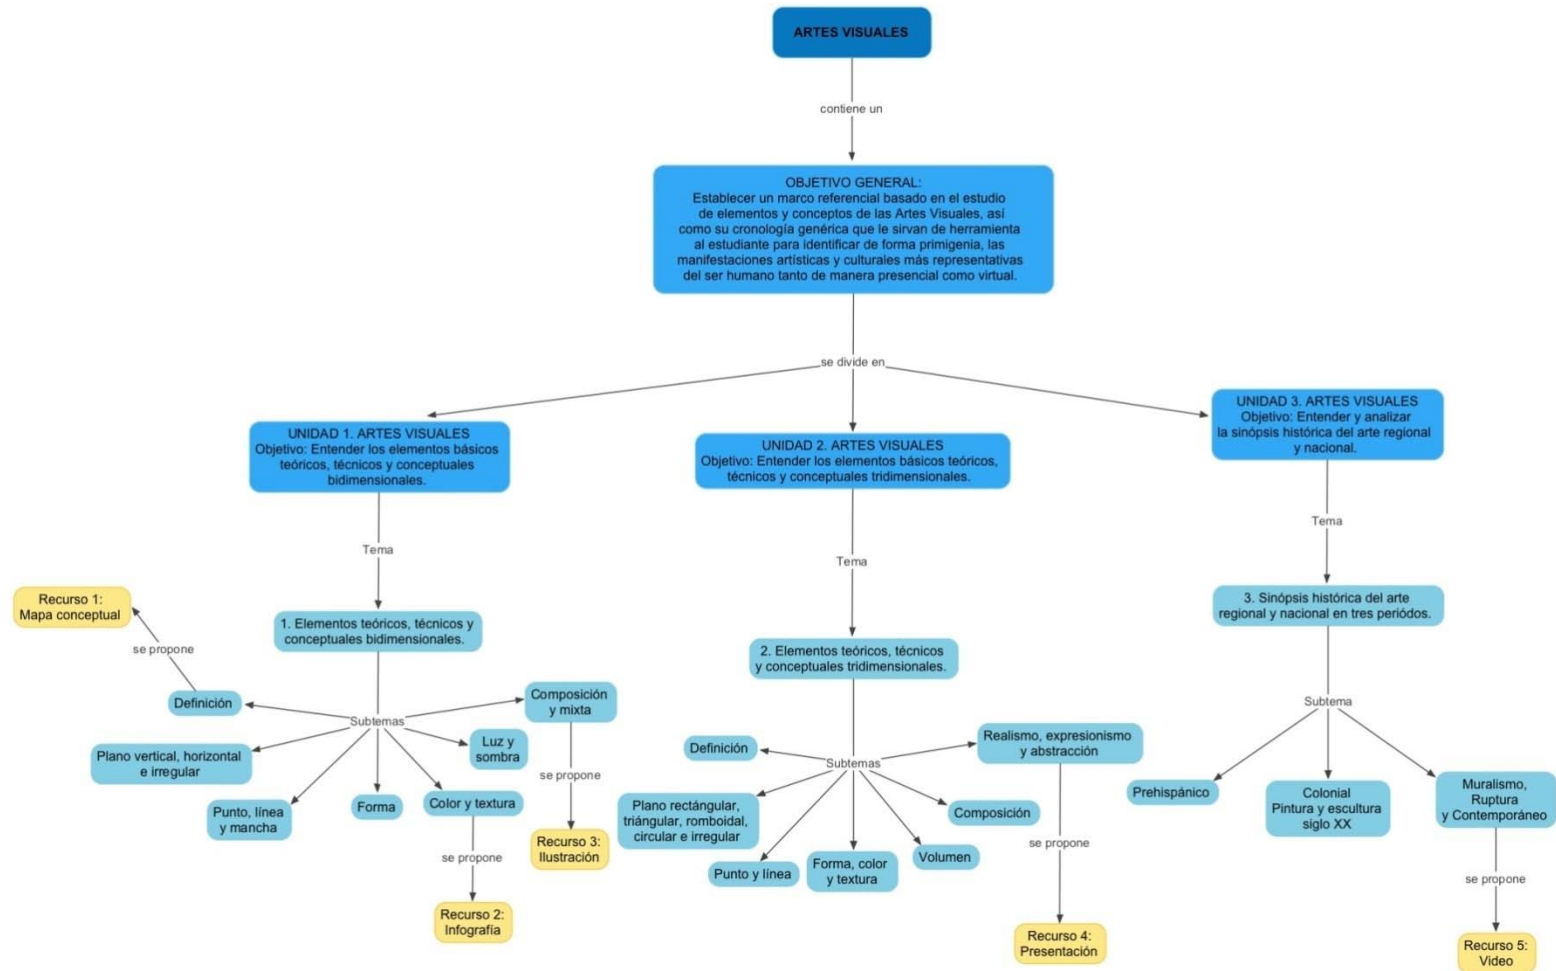 ARTES VISUALES
contiene un
OBJETIVO GENERAL:
Establecer un marco referencial basado en el estudio
de elementos y conceptos de las Artes Visuales, así
como su cronología genérica que le sirvan de herramienta
al estudiante para identificar de forma primigenia, las
manifestaciones artísticas y culturales más representativas
del ser humano tanto de manera presencial como virtual.
se divide en
UNIDAD 1. ARTES VISUALES
Objetivo: Entender los elementos básicos
teóricos, técnicos y conceptuales
bidimensionales.
Tema
1. Elementos teóricos, técnicos y
conceptuales bidimensionales.
Subtemas
Definición
se propone
Recurso 1:
Mapa conceptual
Plano vertical, horizontal
e irregular
Punto, línea
y mancha
Forma
Color y textura
se propone
Recurso 2:
Infografía
Luz y
sombra
Composición
y mixta
se propone
Recurso 3:
Ilustración
UNIDAD 2. ARTES VISUALES
Objetivo: Entender los elementos básicos teóricos,
técnicos y conceptuales tridimensionales.
Tema
2. Elementos teóricos, técnicos
y conceptuales tridimensionales.
Subtemas
Definición
Plano rectángular,
triángular, romboidal,
circular e irregular
Punto y línea
Forma, color
y textura
Volumen
Composición
Realismo, expresionismo
y abstracción
se propone
Recurso 4:
Presentación
UNIDAD 3. ARTES VISUALES
Objetivo: Entender y analizar
la sinópsis histórica del arte regional
y nacional.
Tema
3. Sinópsis histórica del arte
regional y nacional en tres periódos.
Subtema
Prehispánico
Colonial
Pintura y escultura
siglo XX
Muralismo,
Ruptura
y Contemporáneo
se propone
Recurso 5:
Video